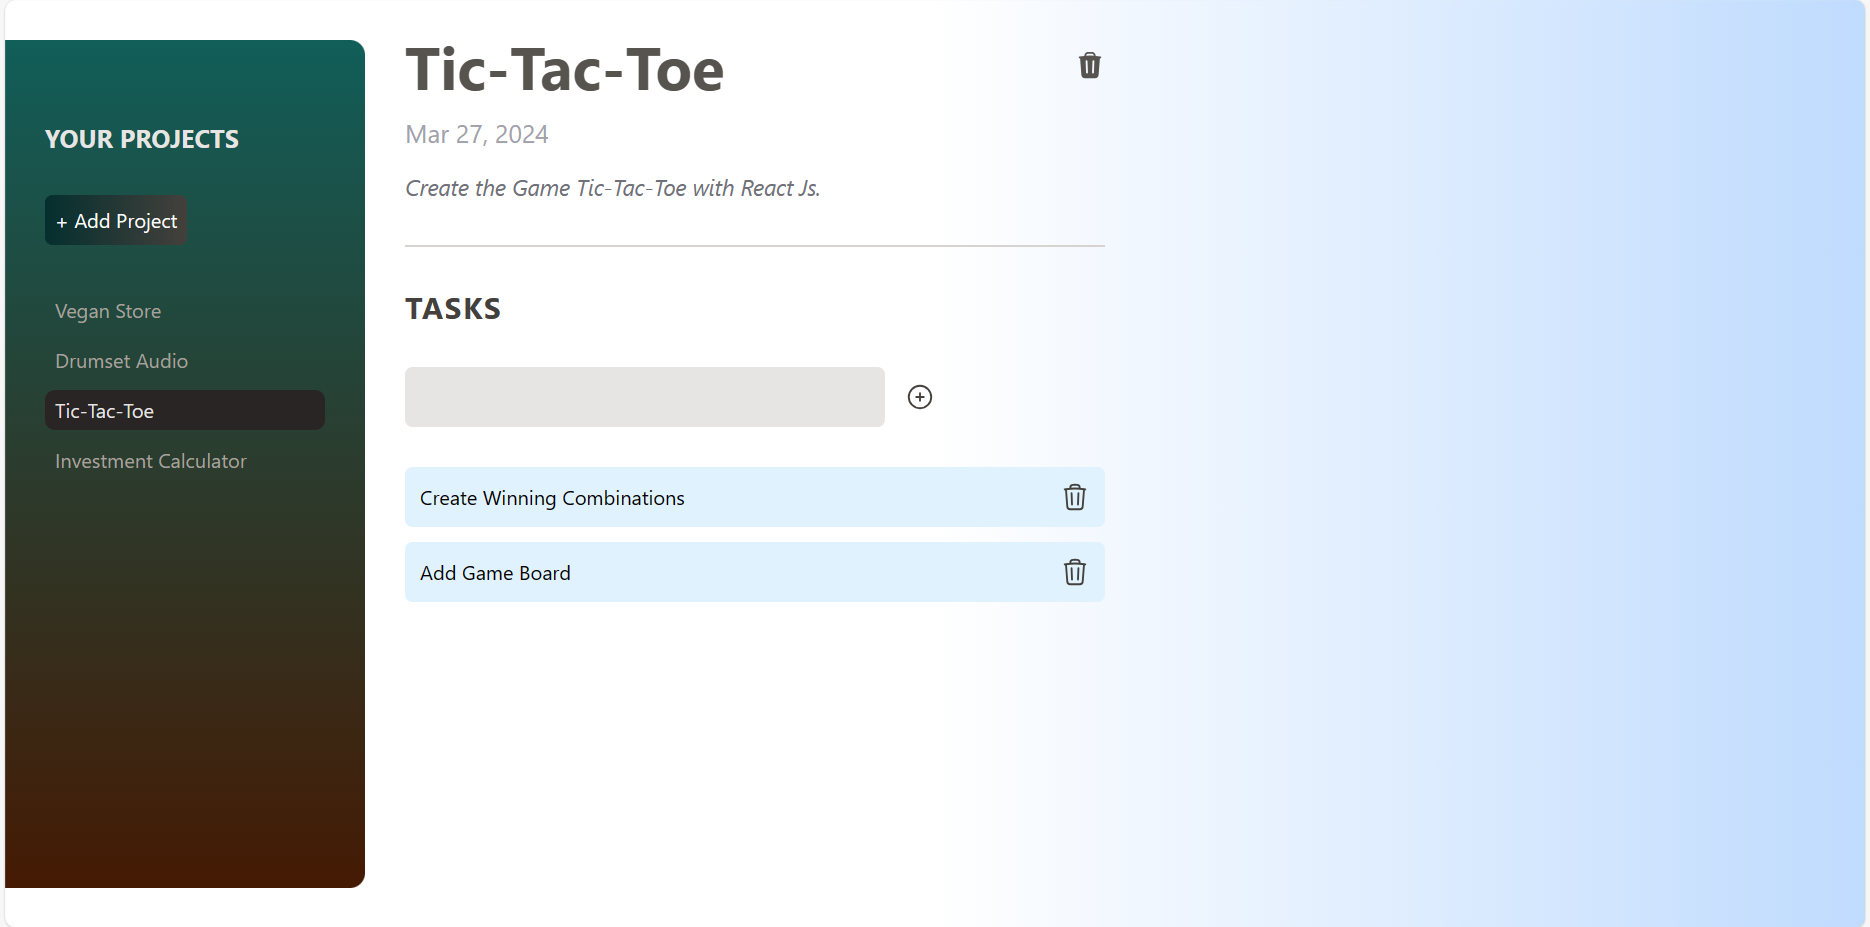 YOUR PROJECTS
+ Add Project
Vegan Store
Drumset Audio
Tic-Tac-Toe
Investment Calculator
Tic-Tac-Toe
Mar 27, 2024
Create the Game Tic-Tac-Toe with React Js.
TASKS
Create Winning Combinations
Add Game Board